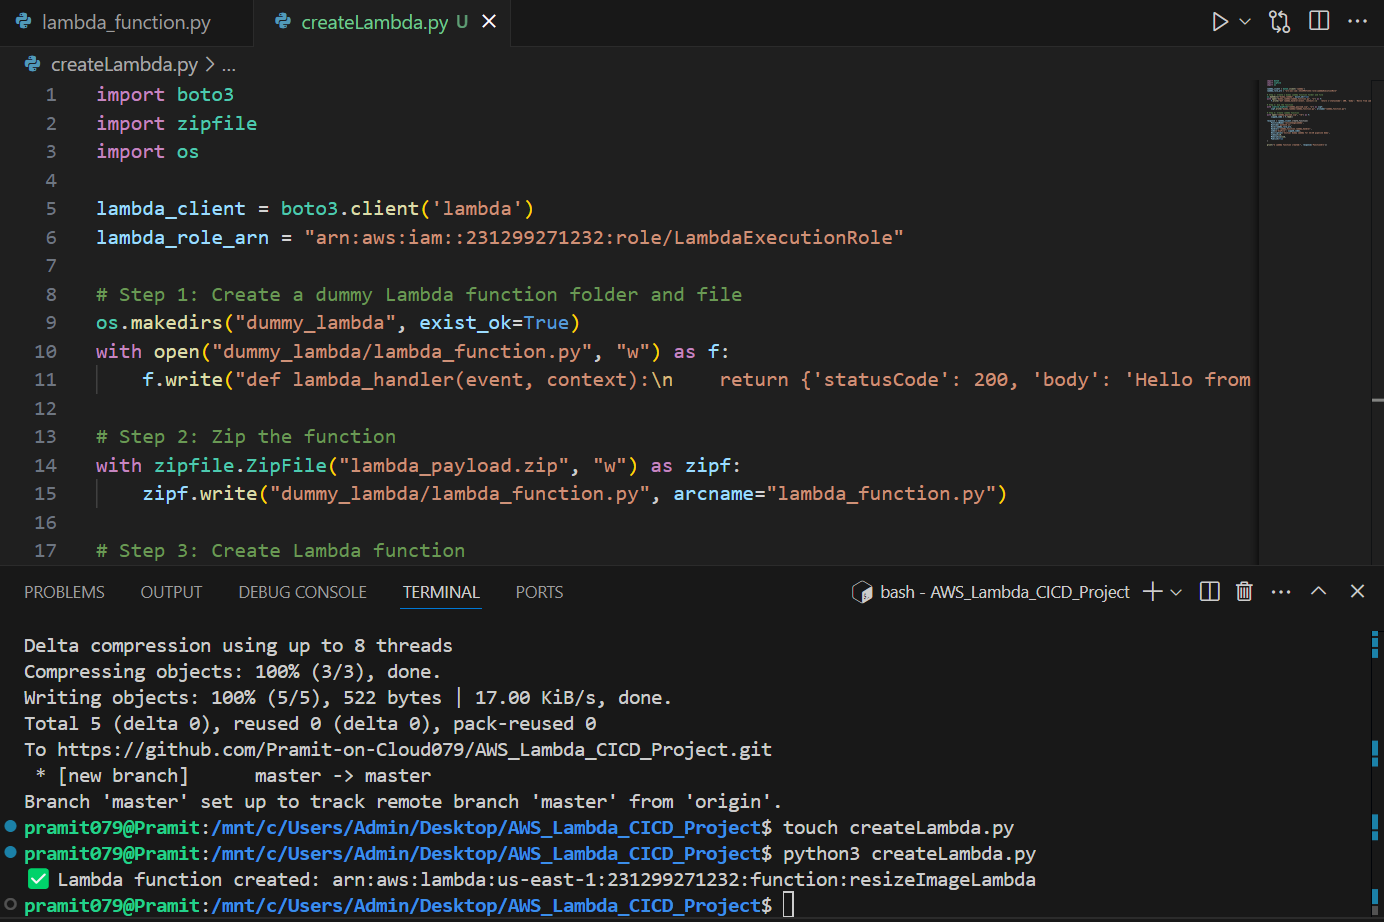 lambda_function.py
createLambda.py U
createLambda.py > ...
1 import boto3
2 import zipfile
3 import os
4
5 lambda_client = boto3.client('lambda')
6 lambda_role_arn = "arn:aws:iam::231299271232:role/LambdaExecutionRole"
7
8 # Step 1: Create a dummy Lambda function folder and file
9 os.makedirs("dummy_lambda", exist_ok=True)
10 with open("dummy_lambda/lambda_function.py", "w") as f:
11     f.write("def lambda_handler(event, context):\n    return {'statusCode': 200, 'body': 'Hello from
12
13 # Step 2: Zip the function
14 with zipfile.ZipFile("lambda_payload.zip", "w") as zipf:
15     zipf.write("dummy_lambda/lambda_function.py", arcname="lambda_function.py")
16
17 # Step 3: Create Lambda function
PROBLEMS OUTPUT DEBUG CONSOLE TERMINAL PORTS bash - AWS_Lambda_CICD_Project
Delta compression using up to 8 threads
Compressing objects: 100% (3/3), done.
Writing objects: 100% (5/5), 522 bytes | 17.00 KiB/s, done.
Total 5 (delta 0), reused 0 (delta 0), pack-reused 0
To https://github.com/Pramit-on-Cloud079/AWS_Lambda_CICD_Project.git
 * [new branch]      master -> master
Branch 'master' set up to track remote branch 'master' from 'origin'.
pramit079@Pramit:/mnt/c/Users/Admin/Desktop/AWS_Lambda_CICD_Project$ touch createLambda.py
pramit079@Pramit:/mnt/c/Users/Admin/Desktop/AWS_Lambda_CICD_Project$ python3 createLambda.py
✅ Lambda function created: arn:aws:lambda:us-east-1:231299271232:function:resizeImageLambda
pramit079@Pramit:/mnt/c/Users/Admin/Desktop/AWS_Lambda_CICD_Project$